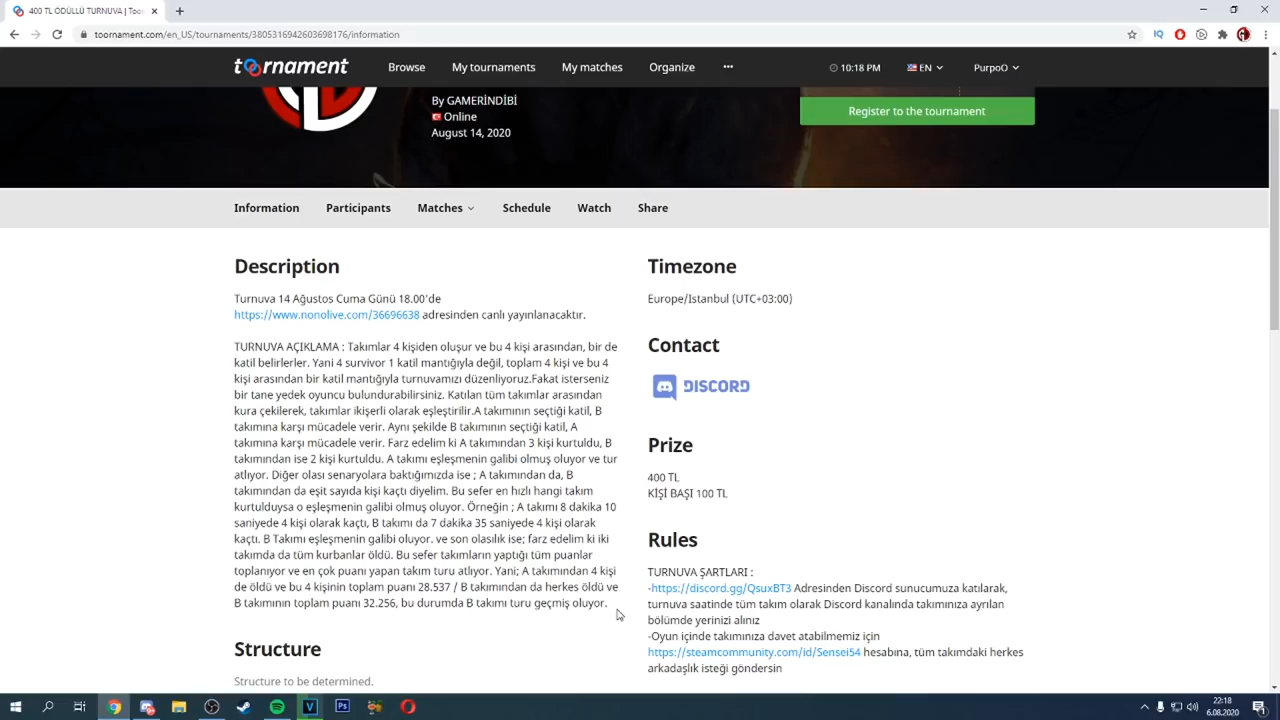 400 TL ÖDÜLLÜ TURNUVA | Toor
toornament.com/en_US/tournaments/3805316942603698176/information
toornament
Browse
My tournaments
My matches
Organize
10:18 PM
EN
PurpoO
By GAMERİNDİBİ
Online
August 14, 2020
Register to the tournament
Information
Participants
Matches
Schedule
Watch
Share
Description
Turnuva 14 Ağustos Cuma Günü 18.00'de
https://www.nonolive.com/36696638 adresinden canlı yayınlanacaktır.
TURNUVA AÇIKLAMA : Takımlar 4 kişiden oluşur ve bu 4 kişi arasından, bir de
katil belirlerler. Yani 4 survivor 1 katil mantığıyla değil, toplam 4 kişi ve bu 4
kişi arasından bir katil mantığıyla turnuvamızı düzenliyoruz.Fakat isterseniz
bir tane yedek oyuncu bulundurabilirsiniz. Katılan tüm takımlar arasından
kura çekilerek, takımlar ikişerli olarak eşleştirilir.A takımının seçtiği katil, B
takımına karşı mücadele verir. Aynı şekilde B takımının seçtiği katil, A
takımına karşı mücadele verir. Farz edelim ki A takımından 3 kişi kurtuldu, B
takımından ise 2 kişi kurtuldu. A takımı eşleşmenin galibi olmuş oluyor ve tur
atlıyor. Diğer olası senaryolara baktığımızda ise ; A takımından da, B
takımından da eşit sayıda kişi kaçtı diyelim. Bu sefer en hızlı hangi takım
kurtulduysa o eşleşmenin galibi olmuş oluyor. Örneğin ; A takımı 8 dakika 10
saniyede 4 kişi olarak kaçtı, B takımı da 7 dakika 35 saniyede 4 kişi olarak
kaçtı. B Takımı eşleşmenin galibi oluyor. ve son olasılık ise; farz edelim ki iki
takımda da tüm kurbanlar öldü. Bu sefer takımların yaptığı tüm puanlar
toplanıyor ve en çok puanı yapan takım turu atlıyor. Yani; A takımından 4 kişi
de öldü ve bu 4 kişinin toplam puanı 28.537 / B takımından da herkes öldü ve
B takımının toplam puanı 32.256, bu durumda B takımı turu geçmiş oluyor.
Structure
Structure to be determined.
Timezone
Europe/Istanbul (UTC+03:00)
Contact
DISCORD
Prize
400 TL
KİŞİ BAŞI 100 TL
Rules
TURNUVA ŞARTLARI :
-https://discord.gg/QsuxBT3 Adresinden Discord sunucumuza katılarak,
turnuva saatinde tüm takım olarak Discord kanalında takımınıza ayrılan
bölümde yerinizi alınız
-Oyun içinde takımınıza davet atabilmemiz için
https://steamcommunity.com/id/Sensei54 hesabına, tüm takımdaki herkes
arkadaşlık isteği göndersin
22:18
6.08.2020